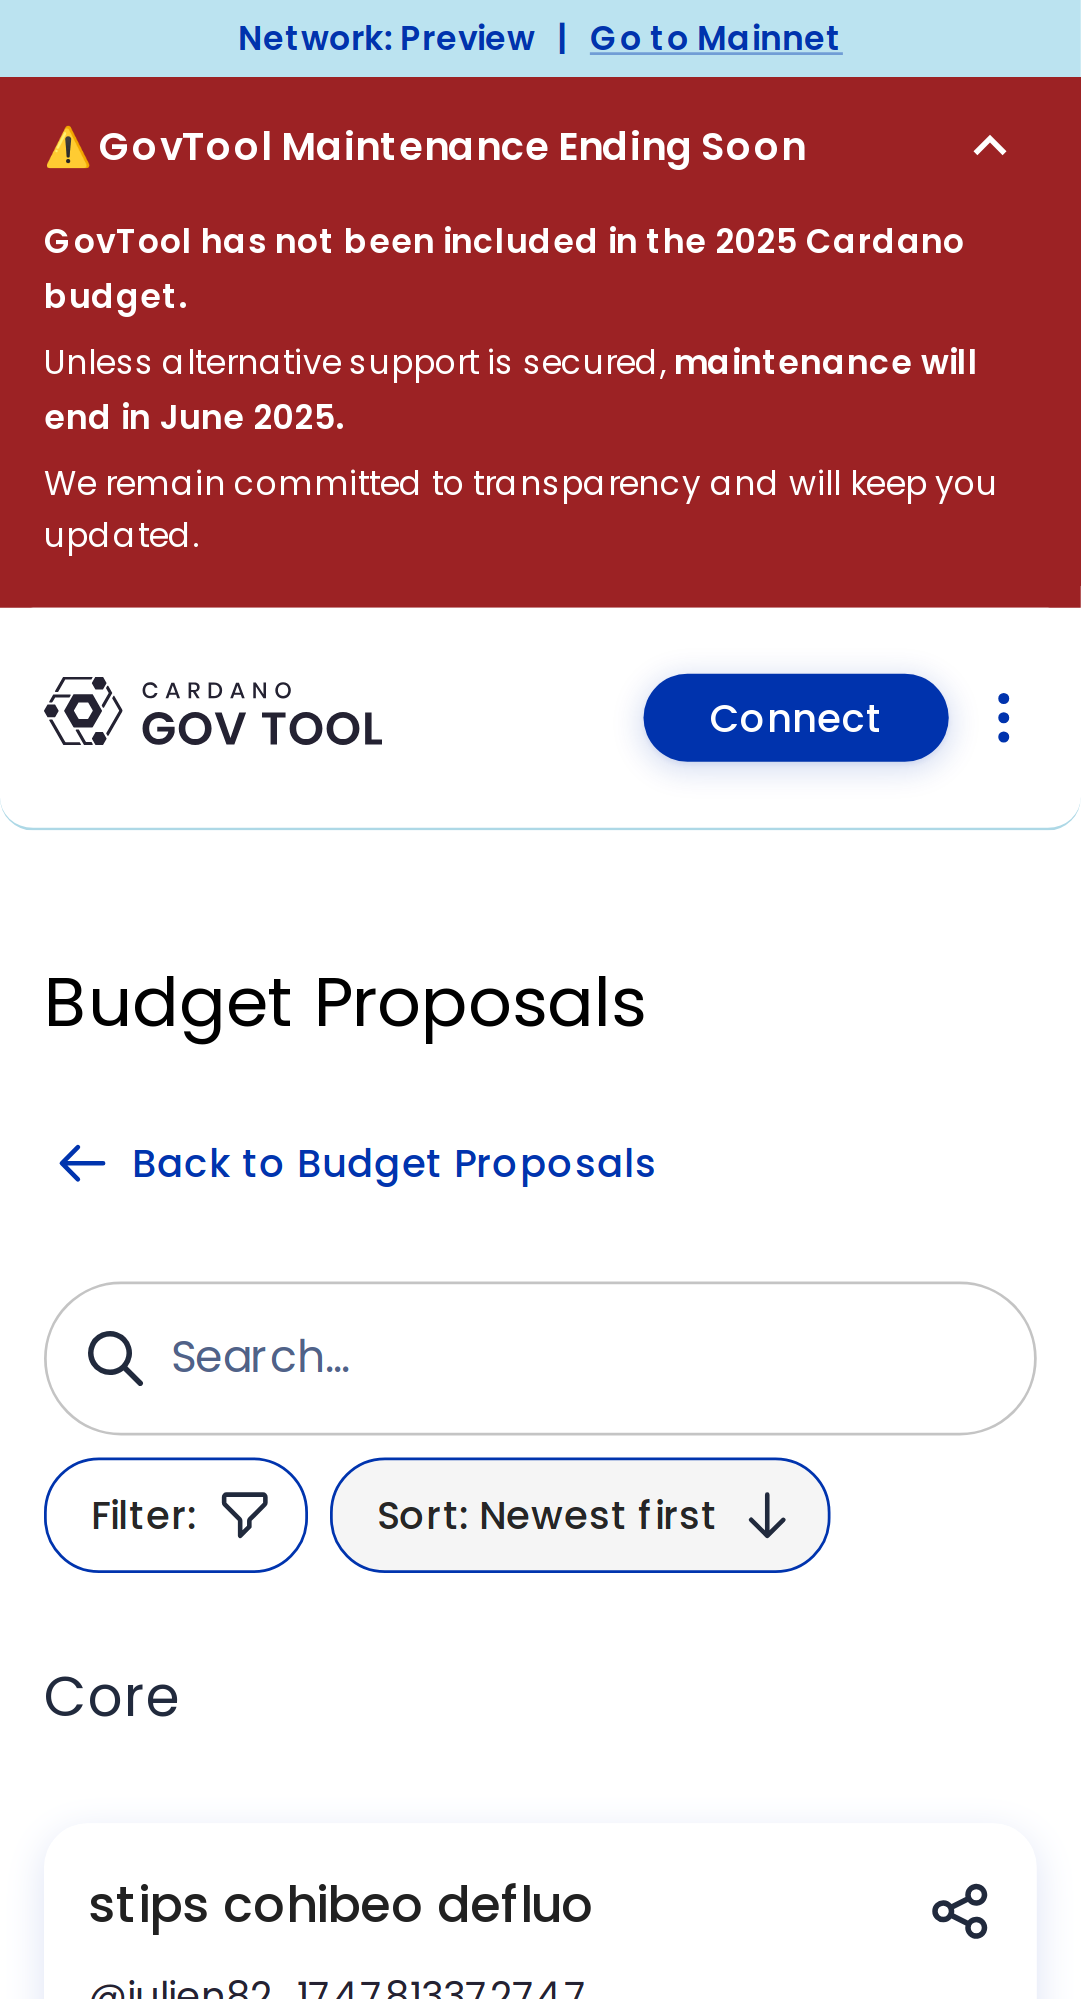 Network: Preview | Go to Mainnet
⚠️ GovTool Maintenance Ending Soon
GovTool has not been included in the 2025 Cardano
budget.
Unless alternative support is secured, maintenance will
end in June 2025.
We remain committed to transparency and will keep you
updated.
CARDANO
GOV TOOL
Connect
Budget Proposals
Back to Budget Proposals
Search...
Filter:
Sort: Newest first
Core
stips cohibeo defluo
@julien82_1747813372747